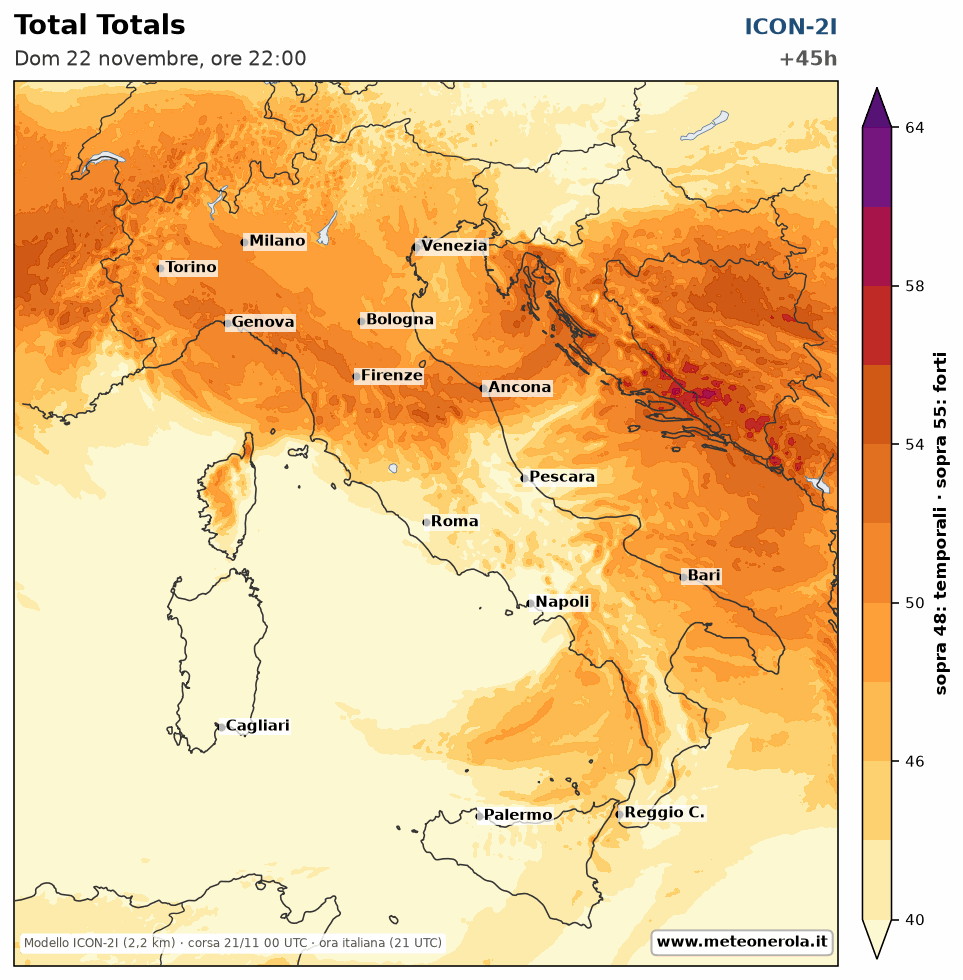 Total Totals
ICON-2I
Dom 22 novembre, ore 22:00
+45h
Milano
Venezia
Torino
Genova
Bologna
Firenze
Ancona
Pescara
Roma
Bari
Napoli
Cagliari
Palermo
Reggio C.
64
58
54
50
46
40
sopra 48: temporali · sopra 55: forti
Modello ICON-2I (2,2 km) · corsa 21/11 00 UTC · ora italiana (21 UTC)
www.meteonerola.it